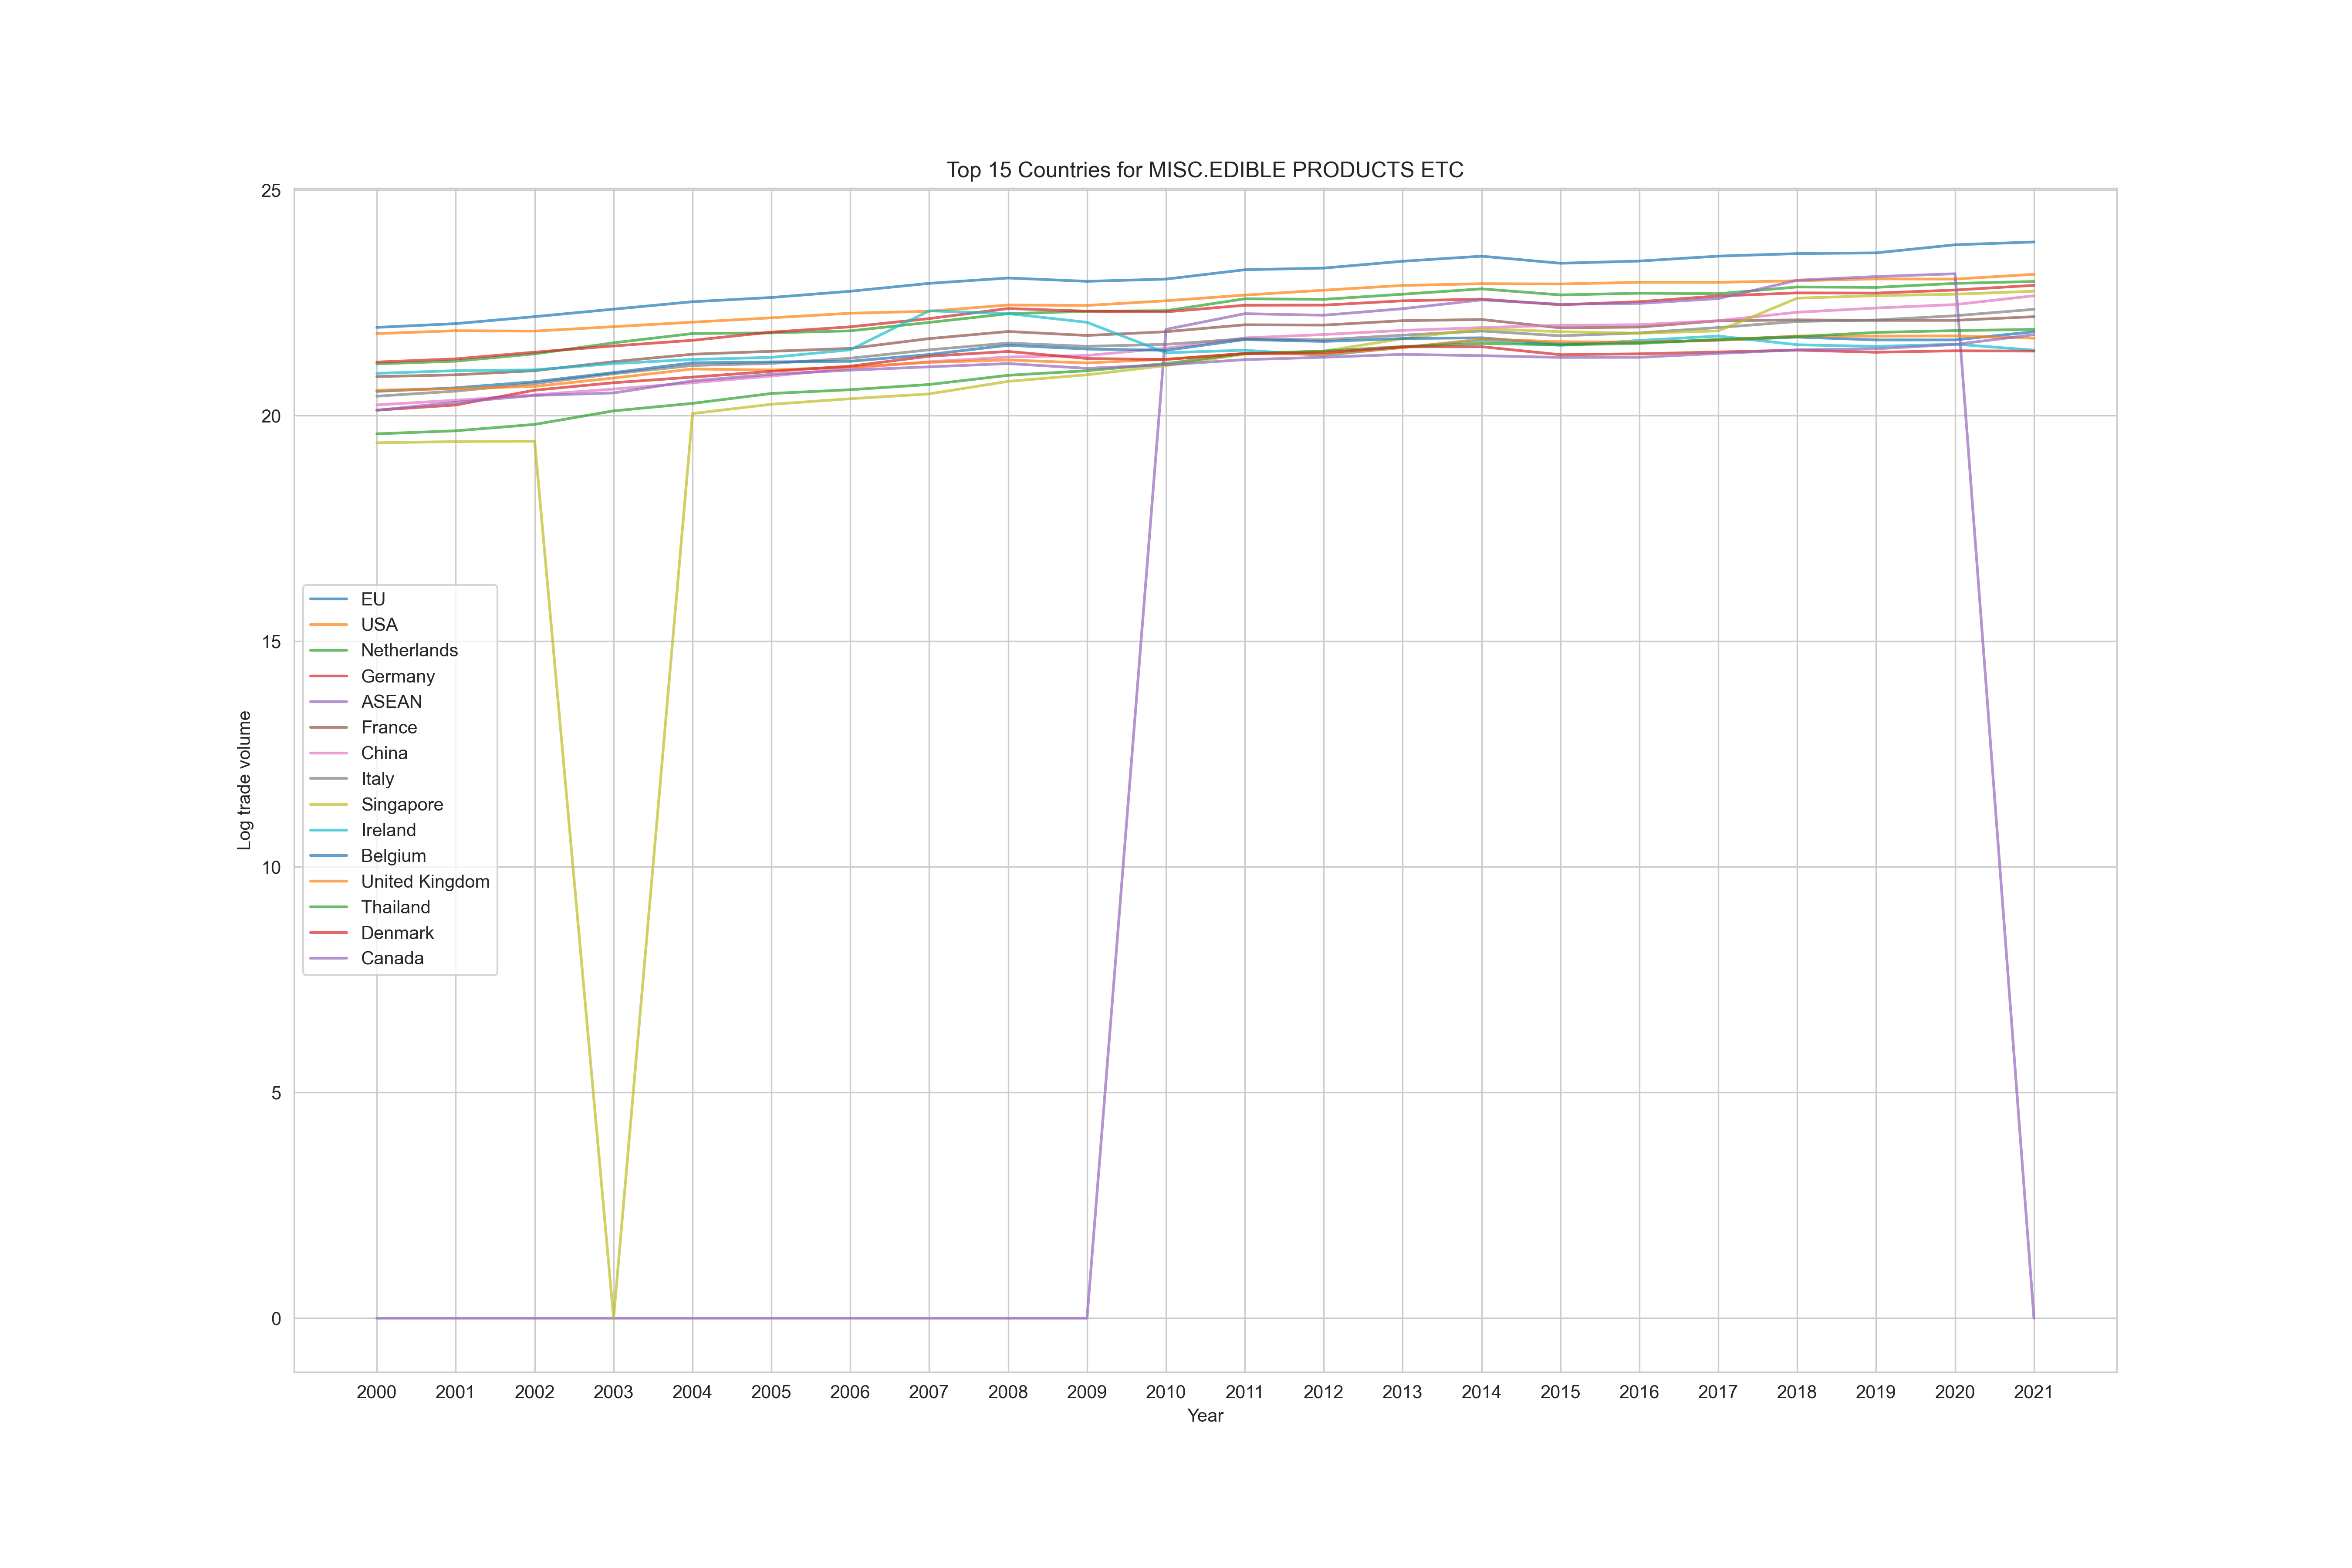 Top 15 Countries for MISC.EDIBLE PRODUCTS ETC
25
20
15
10
5
0
Log trade volume
EU
USA
Netherlands
Germany
ASEAN
France
China
Italy
Singapore
Ireland
Belgium
United Kingdom
Thailand
Denmark
Canada
2000 2001 2002 2003 2004 2005 2006 2007 2008 2009 2010 2011 2012 2013 2014 2015 2016 2017 2018 2019 2020 2021
Year